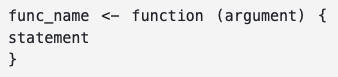 func_name <- function (argument) {
statement
}